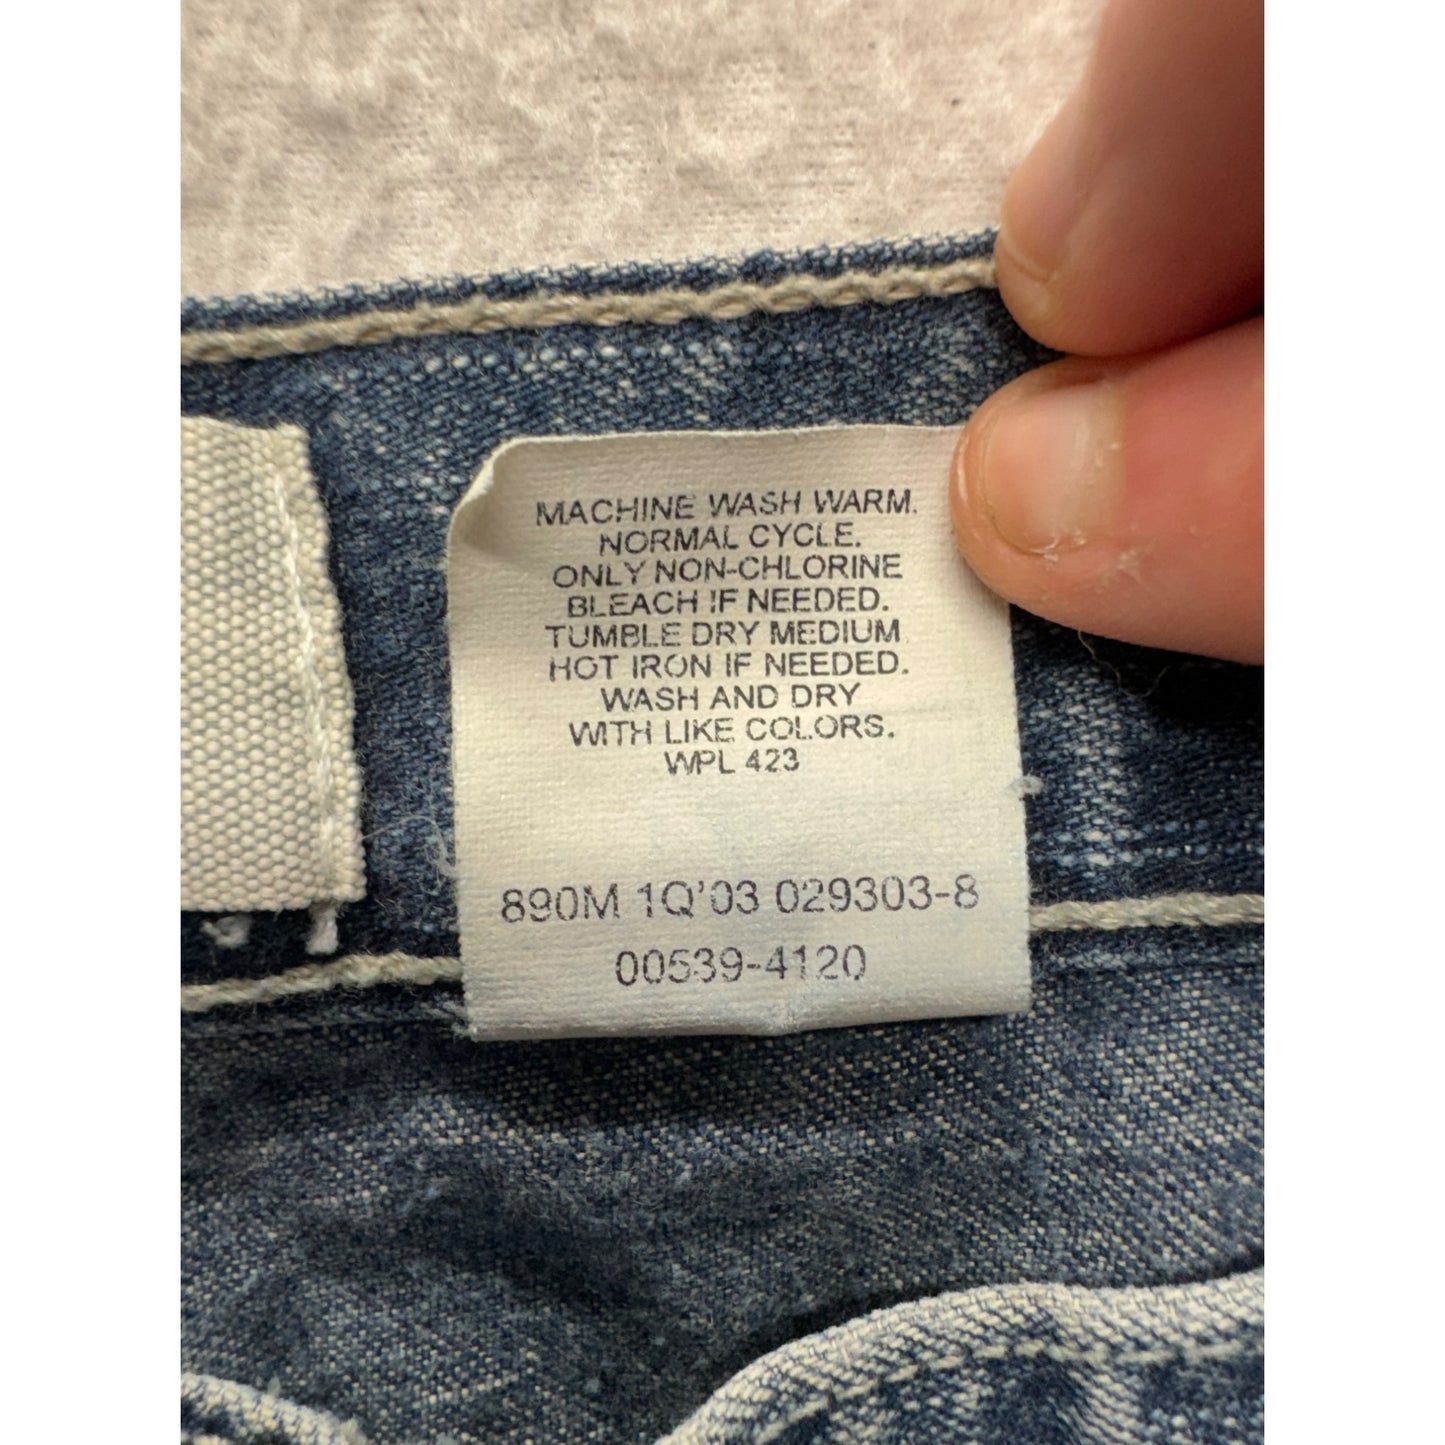 MACHINE WASH WARM.
NORMAL CYCLE.
ONLY NON-CHLORINE
BLEACH IF NEEDED.
TUMBLE DRY MEDIUM
HOT IRON IF NEEDED.
WASH AND DRY
WITH LIKE COLORS.
WPL 423
890M 1Q'03 029303-8
00539-4120